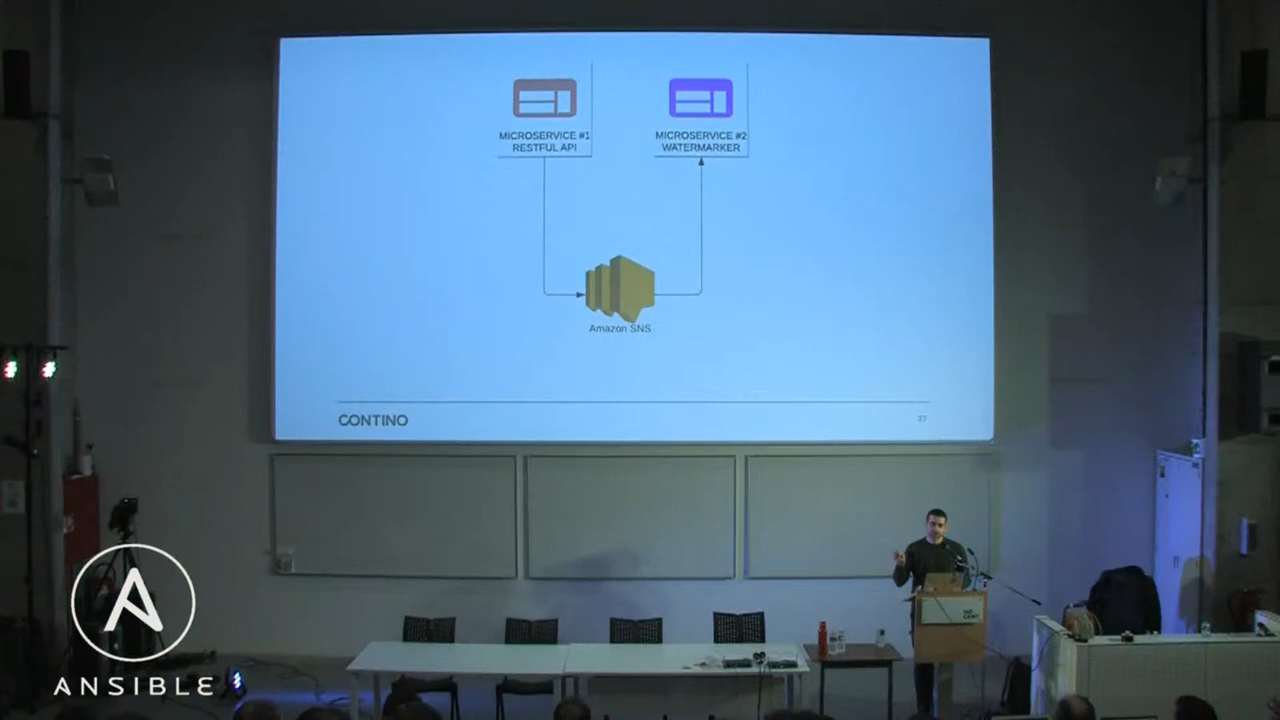 MICROSERVICE #1
RESTFUL API
MICROSERVICE #2
WATERMARKER
Amazon SNS
CONTINO
37
ANSIBLE